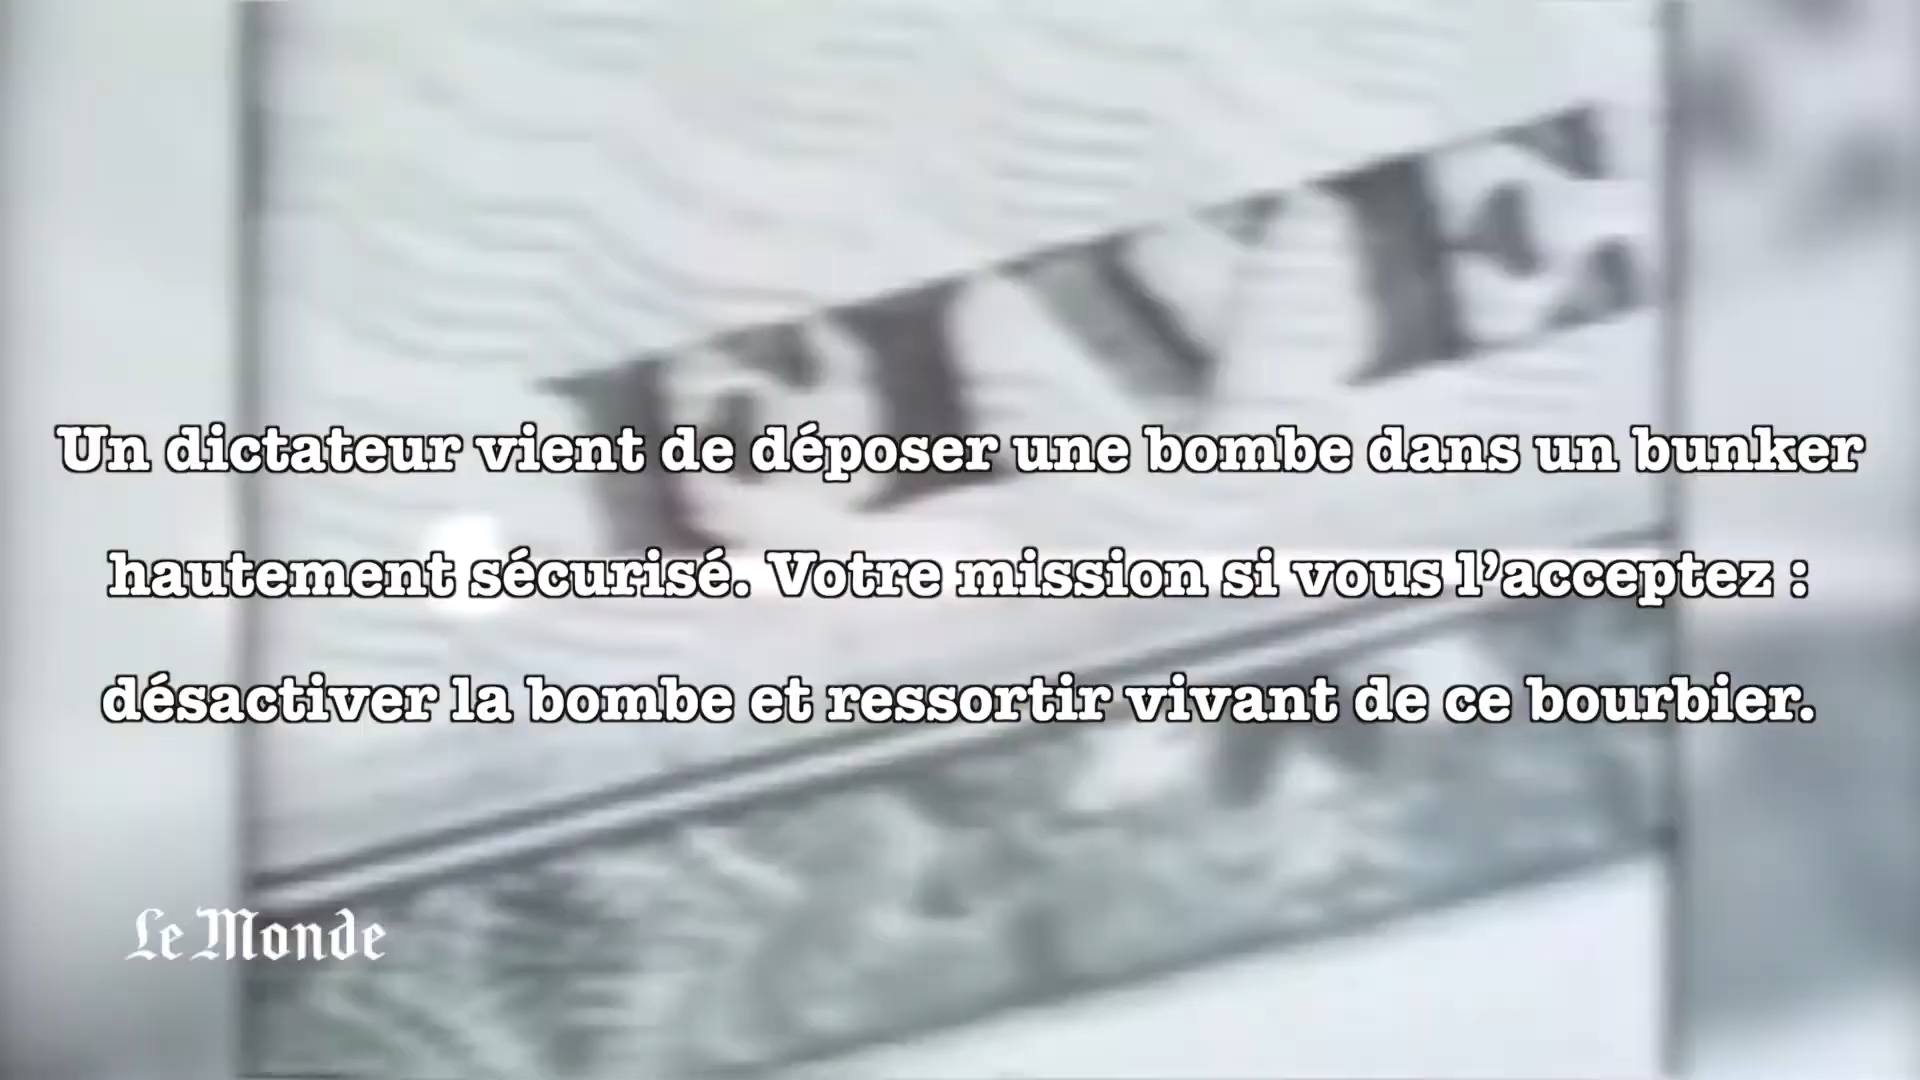 FIVE
Un dictateur vient de déposer une bombe dans un bunker
hautement sécurisé. Votre mission si vous l’acceptez :
désactiver la bombe et ressortir vivant de ce bourbier.
Le Monde